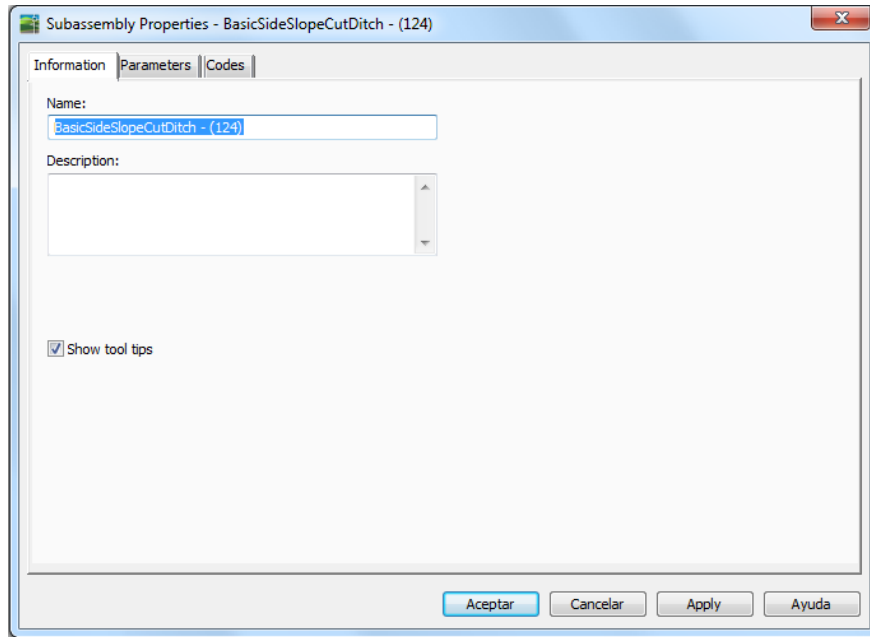 Subassembly Properties - BasicSideSlopeCutDitch - (124)
Information Parameters Codes
Name:
BasicSideSlopeCutDitch - (124)
Description:
Show tool tips
Aceptar Cancelar Apply Ayuda